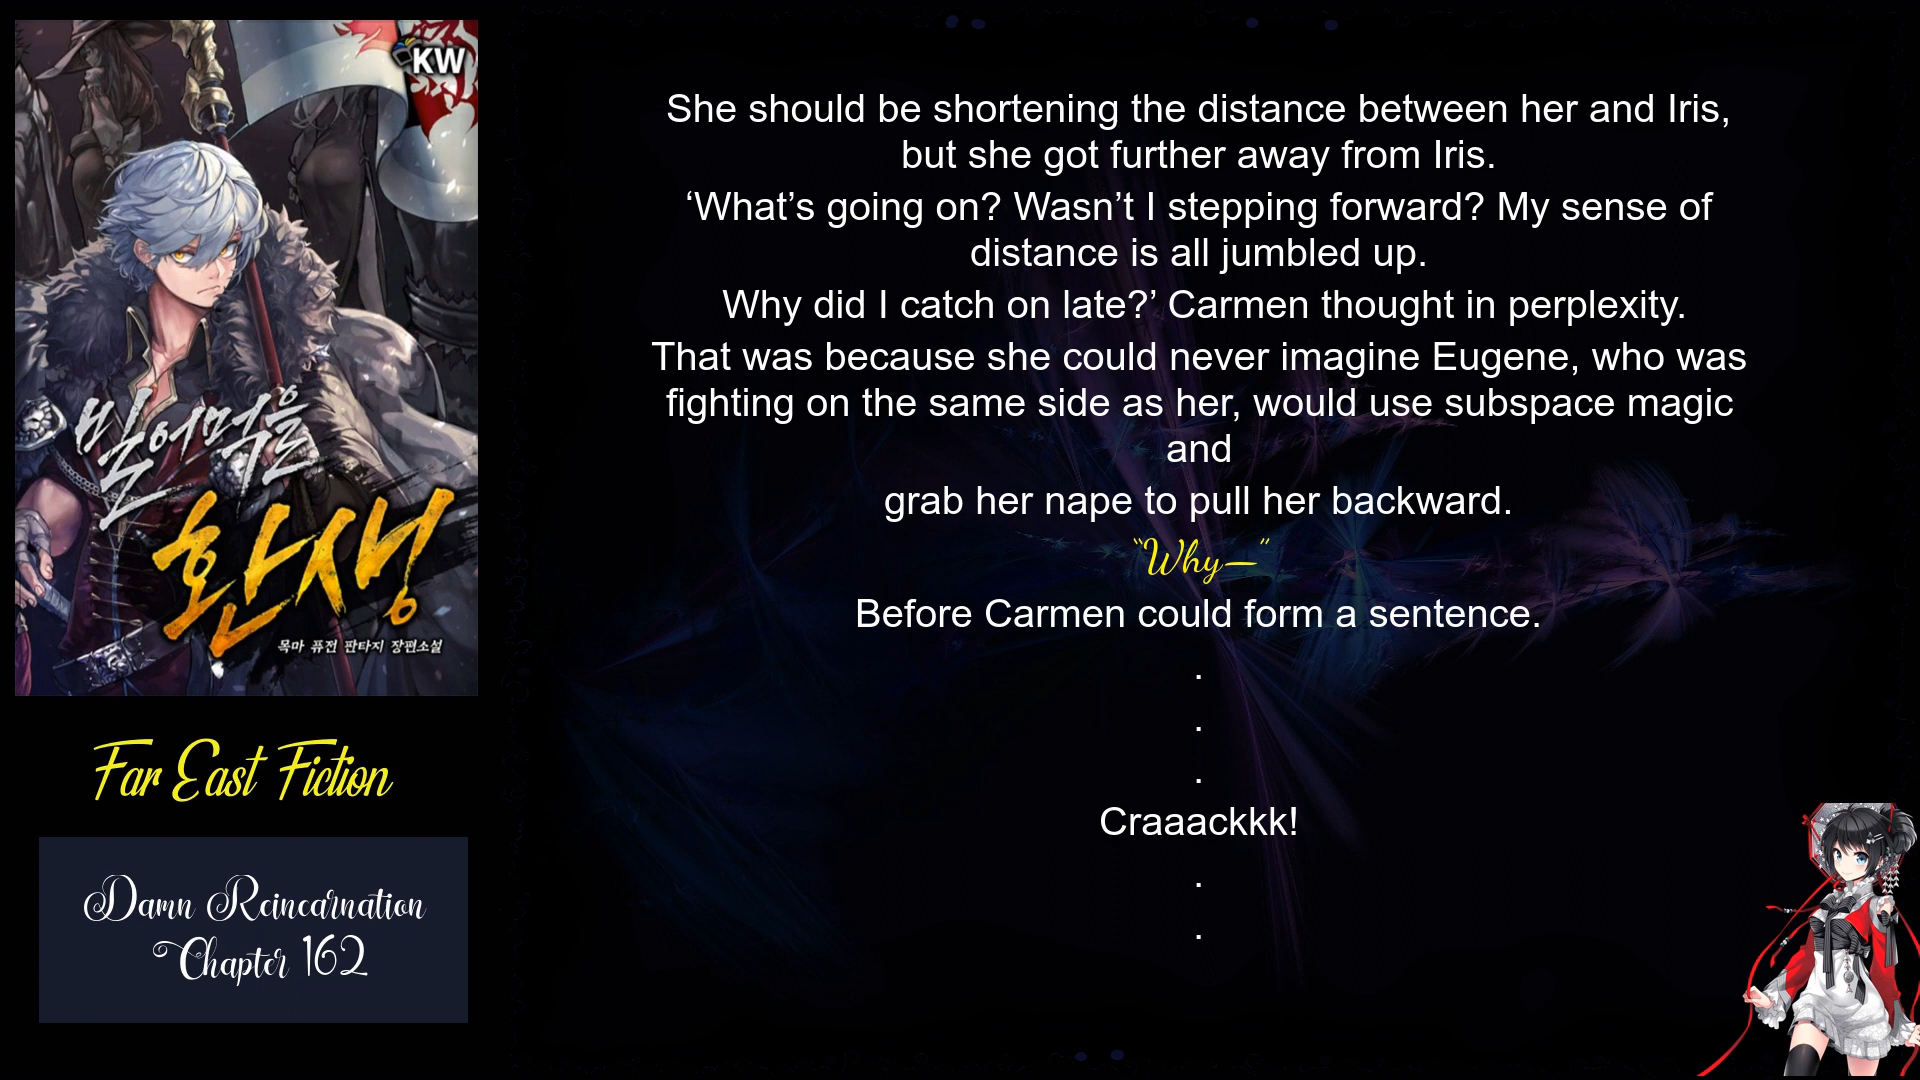 KW
빌어먹을
환생
목마 퓨전 판타지 장편소설
Far East Fiction
Damn Reincarnation
Chapter 162
She should be shortening the distance between her and Iris,
but she got further away from Iris.
‘What’s going on? Wasn’t I stepping forward? My sense of
distance is all jumbled up.
Why did I catch on late?’ Carmen thought in perplexity.
That was because she could never imagine Eugene, who was
fighting on the same side as her, would use subspace magic
and
grab her nape to pull her backward.
“Why—”
Before Carmen could form a sentence.
.
.
.
Craaackkk!
.
.